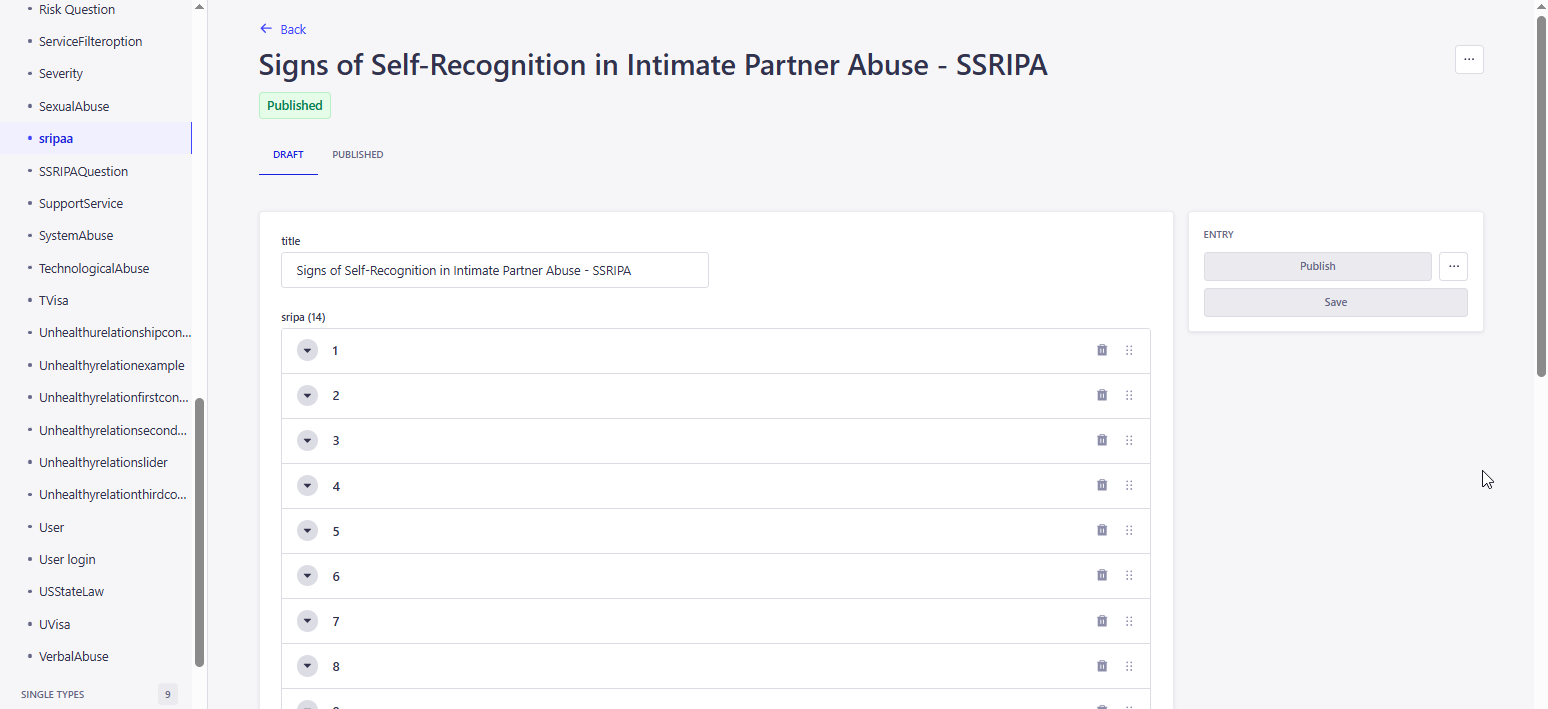 Risk Question
ServiceFilteroption
Severity
SexualAbuse
sripaa
SSRIPAQuestion
SupportService
SystemAbuse
TechnologicalAbuse
TVisa
Unhealthurelationshipcon...
Unhealthyrelationexample
Unhealthyrelationfirstcon...
Unhealthyrelationsecond...
Unhealthyrelationslider
Unhealthyrelationthirdco...
User
User login
USStateLaw
UVisa
VerbalAbuse
SINGLE TYPES 9
Back
Signs of Self-Recognition in Intimate Partner Abuse - SSRIPA
Published
DRAFT PUBLISHED
title
Signs of Self-Recognition in Intimate Partner Abuse - SSRIPA
sripa (14)
1
2
3
4
5
6
7
8
ENTRY
Publish
Save